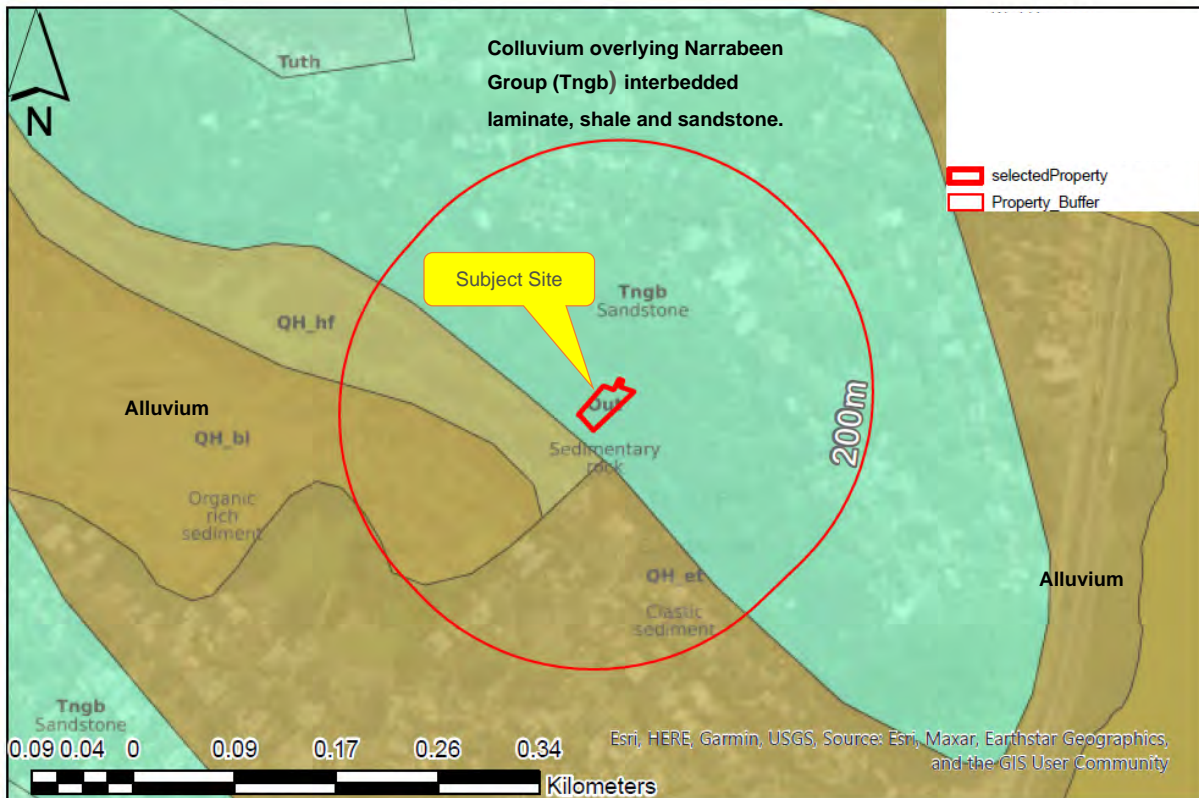 Colluvium overlying Narrabeen
Group (Tngb) interbedded
laminate, shale and sandstone.
Tuth
N
selectedProperty
Property_Buffer
Subject Site
Tngb
Sandstone
QH_hf
Out
200m
Alluvium
QH_bl
Sedimentary
rock
Organic
rich
sediment
QH_et
Clastic
sediment
Alluvium
Tngb
Sandstone
0.09 0.04 0 0.09 0.17 0.26 0.34
Kilometers
Esri, HERE, Garmin, USGS, Source: Esri, Maxar, Earthstar Geographics,
and the GIS User Community